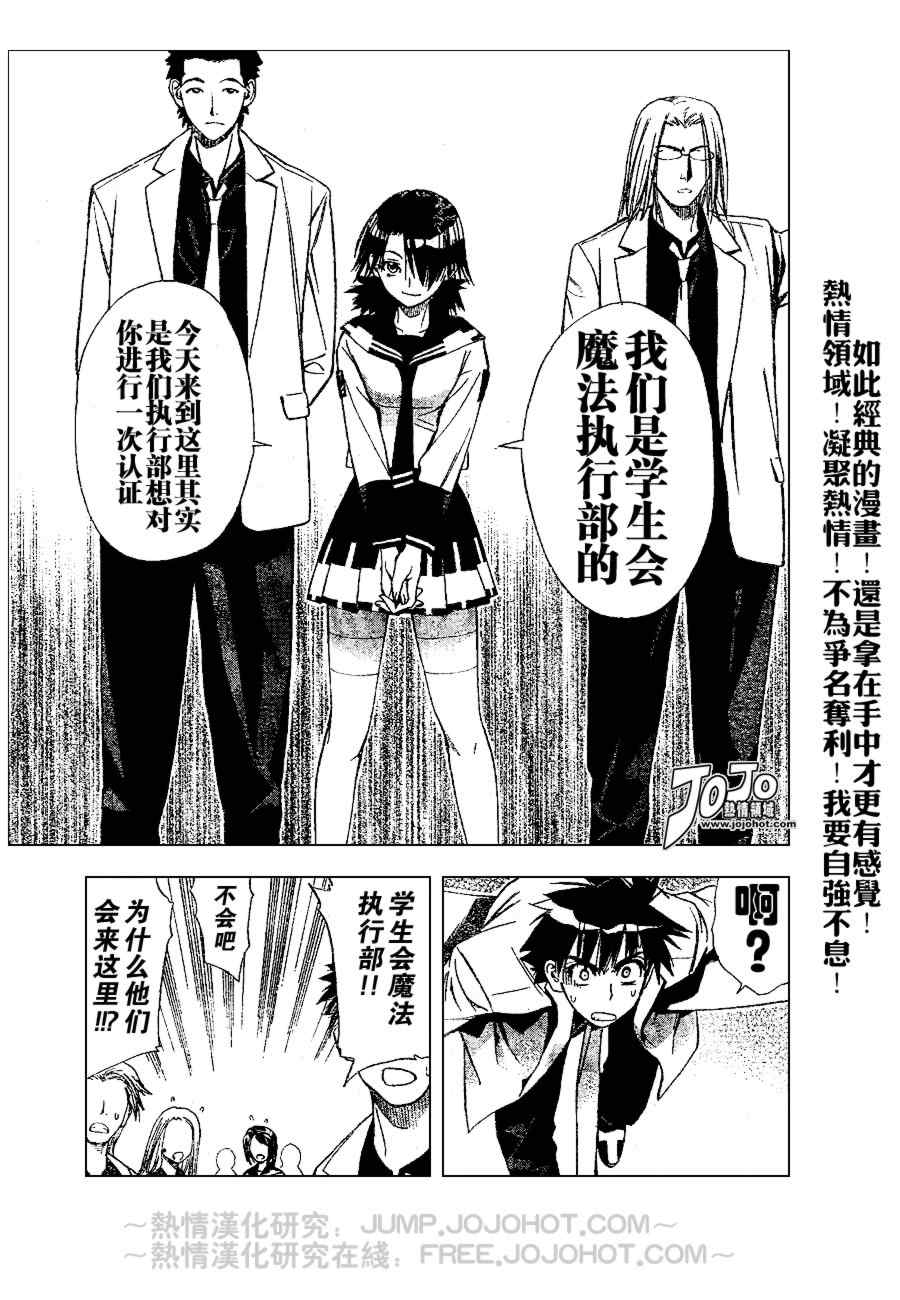 我们是学生会
魔法执行部的
今天来到这里其实
是我们执行部想对
你进行一次认证
啊?
学生会魔法
执行部!!
不会吧
为什么他们
会来这里!!?
JOJO
熱情領域
www.jojohot.com
如此經典的漫畫!還是拿在手中才更有感覺!
熱情領域!凝聚熱情!不為爭名奪利!我要自強不息!
～熱情漢化研究:JUMP.JOJOHOT.COM～
～熱情漢化研究在綫:FREE.JOJOHOT.COM～